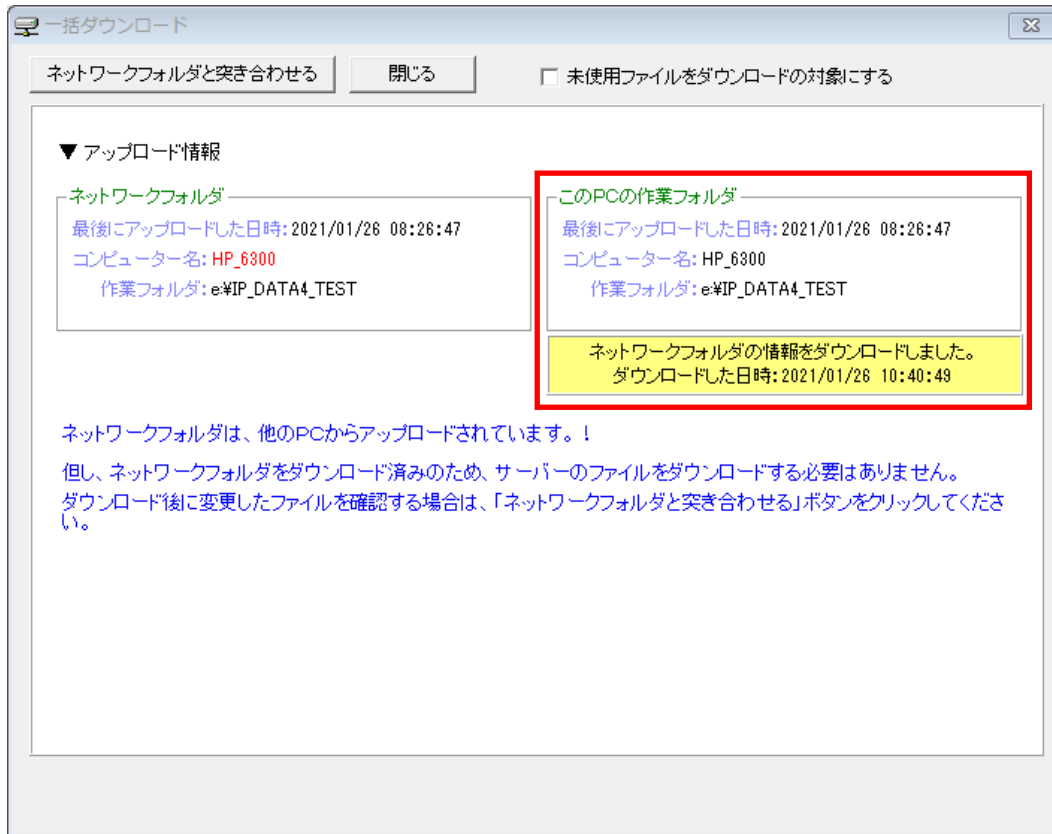 一括ダウンロード
ネットワークフォルダと突き合わせる 閉じる 未使用ファイルをダウンロードの対象にする
▼ アップロード情報
ネットワークフォルダ
最後にアップロードした日時: 2021/01/26 08:26:47
コンピューター名: HP_6300
作業フォルダ: e:¥IP_DATA4_TEST
このPCの作業フォルダ
最後にアップロードした日時: 2021/01/26 08:26:47
コンピューター名: HP_6300
作業フォルダ: e:¥IP_DATA4_TEST
ネットワークフォルダの情報をダウンロードしました。
ダウンロードした日時: 2021/01/26 10:40:49
ネットワークフォルダは、他のPCからアップロードされています。!
但し、ネットワークフォルダをダウンロード済みのため、サーバーのファイルをダウンロードする必要はありません。
ダウンロード後に変更したファイルを確認する場合は、「ネットワークフォルダと突き合わせる」ボタンをクリックしてくださ
い。